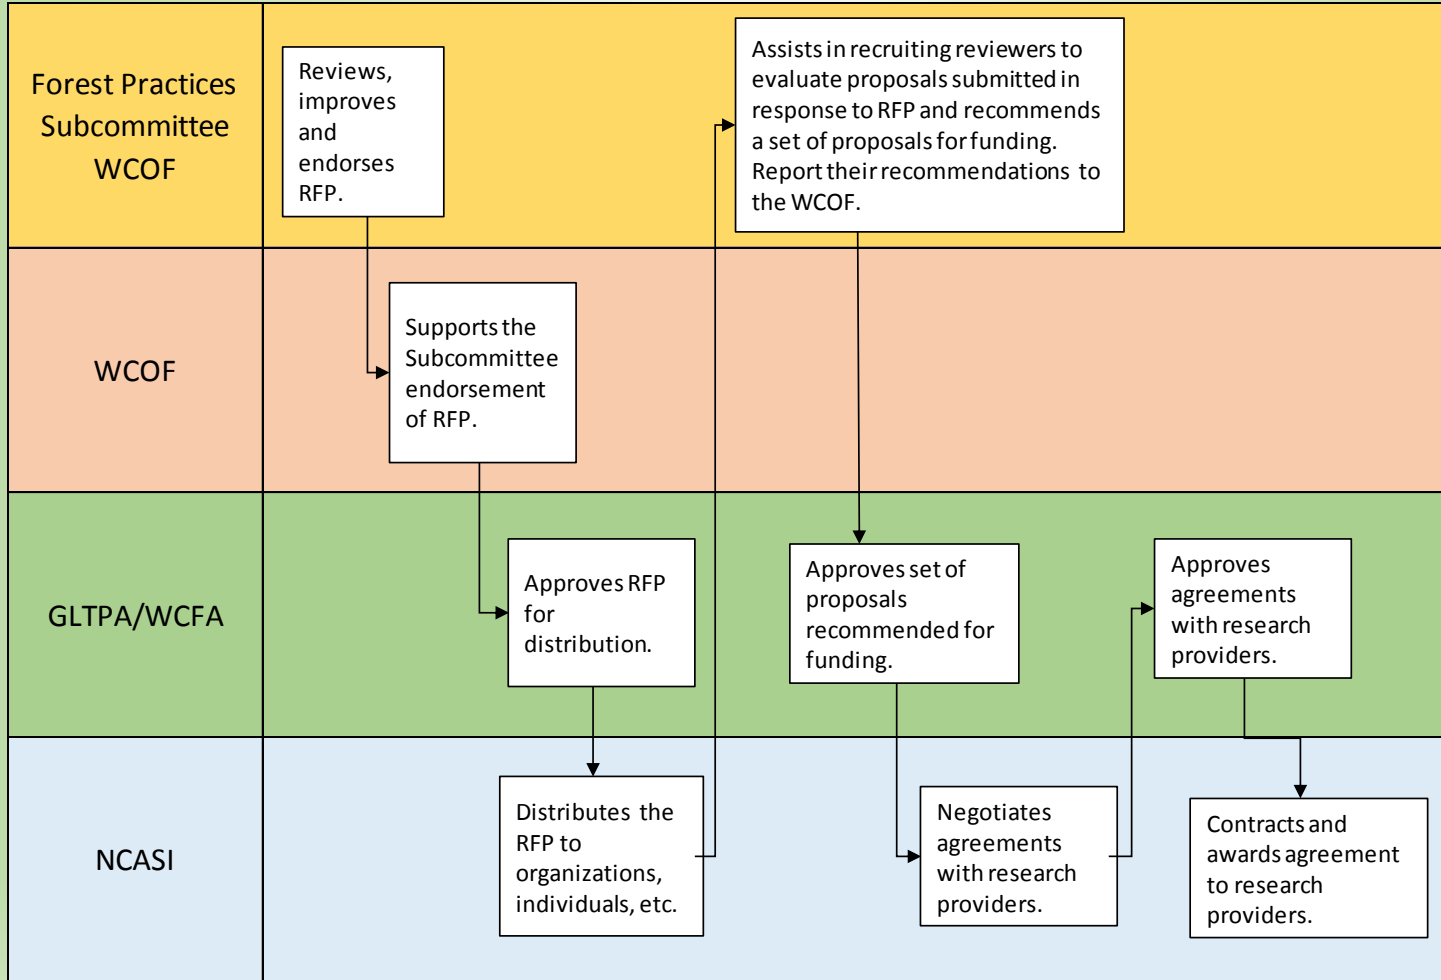 Forest Practices
Subcommittee
WCOF
Reviews,
improves
and
endorses
RFP.
Assists in recruiting reviewers to
evaluate proposals submitted in
response to RFP and recommends
a set of proposals for funding.
Report their recommendations to
the WCOF.
WCOF
Supports the
Subcommittee
endorsement
of RFP.
GLTPA/WCFA
Approves RFP
for
distribution.
Approves set of
proposals
recommended for
funding.
Approves
agreements
with research
providers.
NCASI
Distributes the
RFP to
organizations,
individuals, etc.
Negotiates
agreements
with research
providers.
Contracts and
awards agreement
to research
providers.